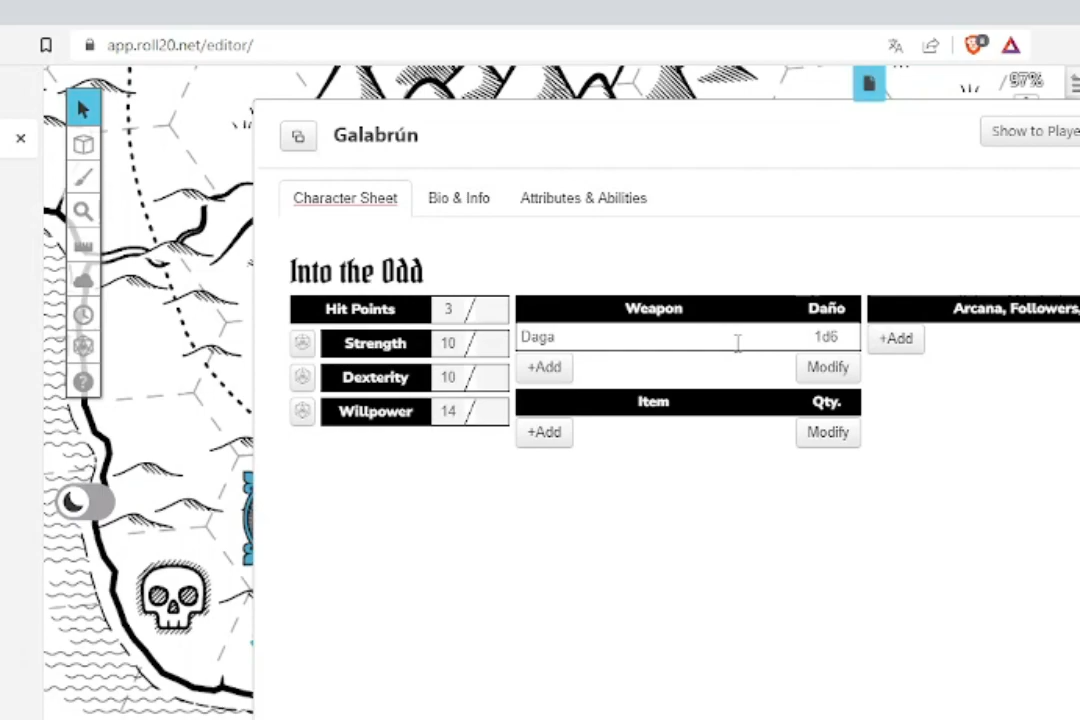 app.roll20.net/editor/
97%
Galabrún
Show to Playe
Character Sheet
Bio & Info
Attributes & Abilities
Into the Odd
Hit Points 3 /
Weapon Daño
Arcana, Followers,
Strength 10 /
Daga 1d6
+Add
Dexterity 10 /
+Add Modify
Willpower 14 /
Item Qty.
+Add Modify